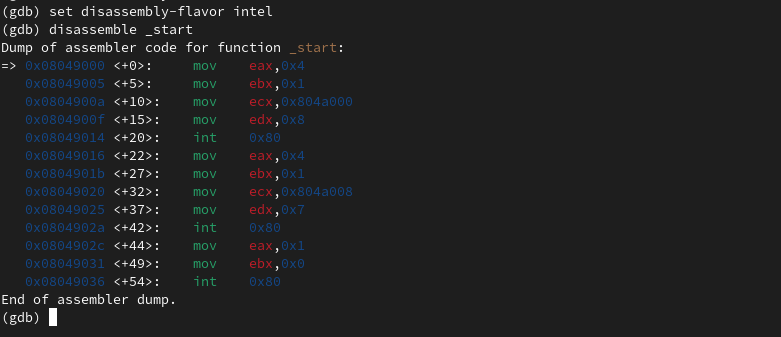 (gdb) set disassembly-flavor intel
(gdb) disassemble _start
Dump of assembler code for function _start:
=> 0x08049000 <+0>:     mov    eax,0x4
   0x08049005 <+5>:     mov    ebx,0x1
   0x0804900a <+10>:    mov    ecx,0x804a000
   0x0804900f <+15>:    mov    edx,0x8
   0x08049014 <+20>:    int    0x80
   0x08049016 <+22>:    mov    eax,0x4
   0x0804901b <+27>:    mov    ebx,0x1
   0x08049020 <+32>:    mov    ecx,0x804a008
   0x08049025 <+37>:    mov    edx,0x7
   0x0804902a <+42>:    int    0x80
   0x0804902c <+44>:    mov    eax,0x1
   0x08049031 <+49>:    mov    ebx,0x0
   0x08049036 <+54>:    int    0x80
End of assembler dump.
(gdb)